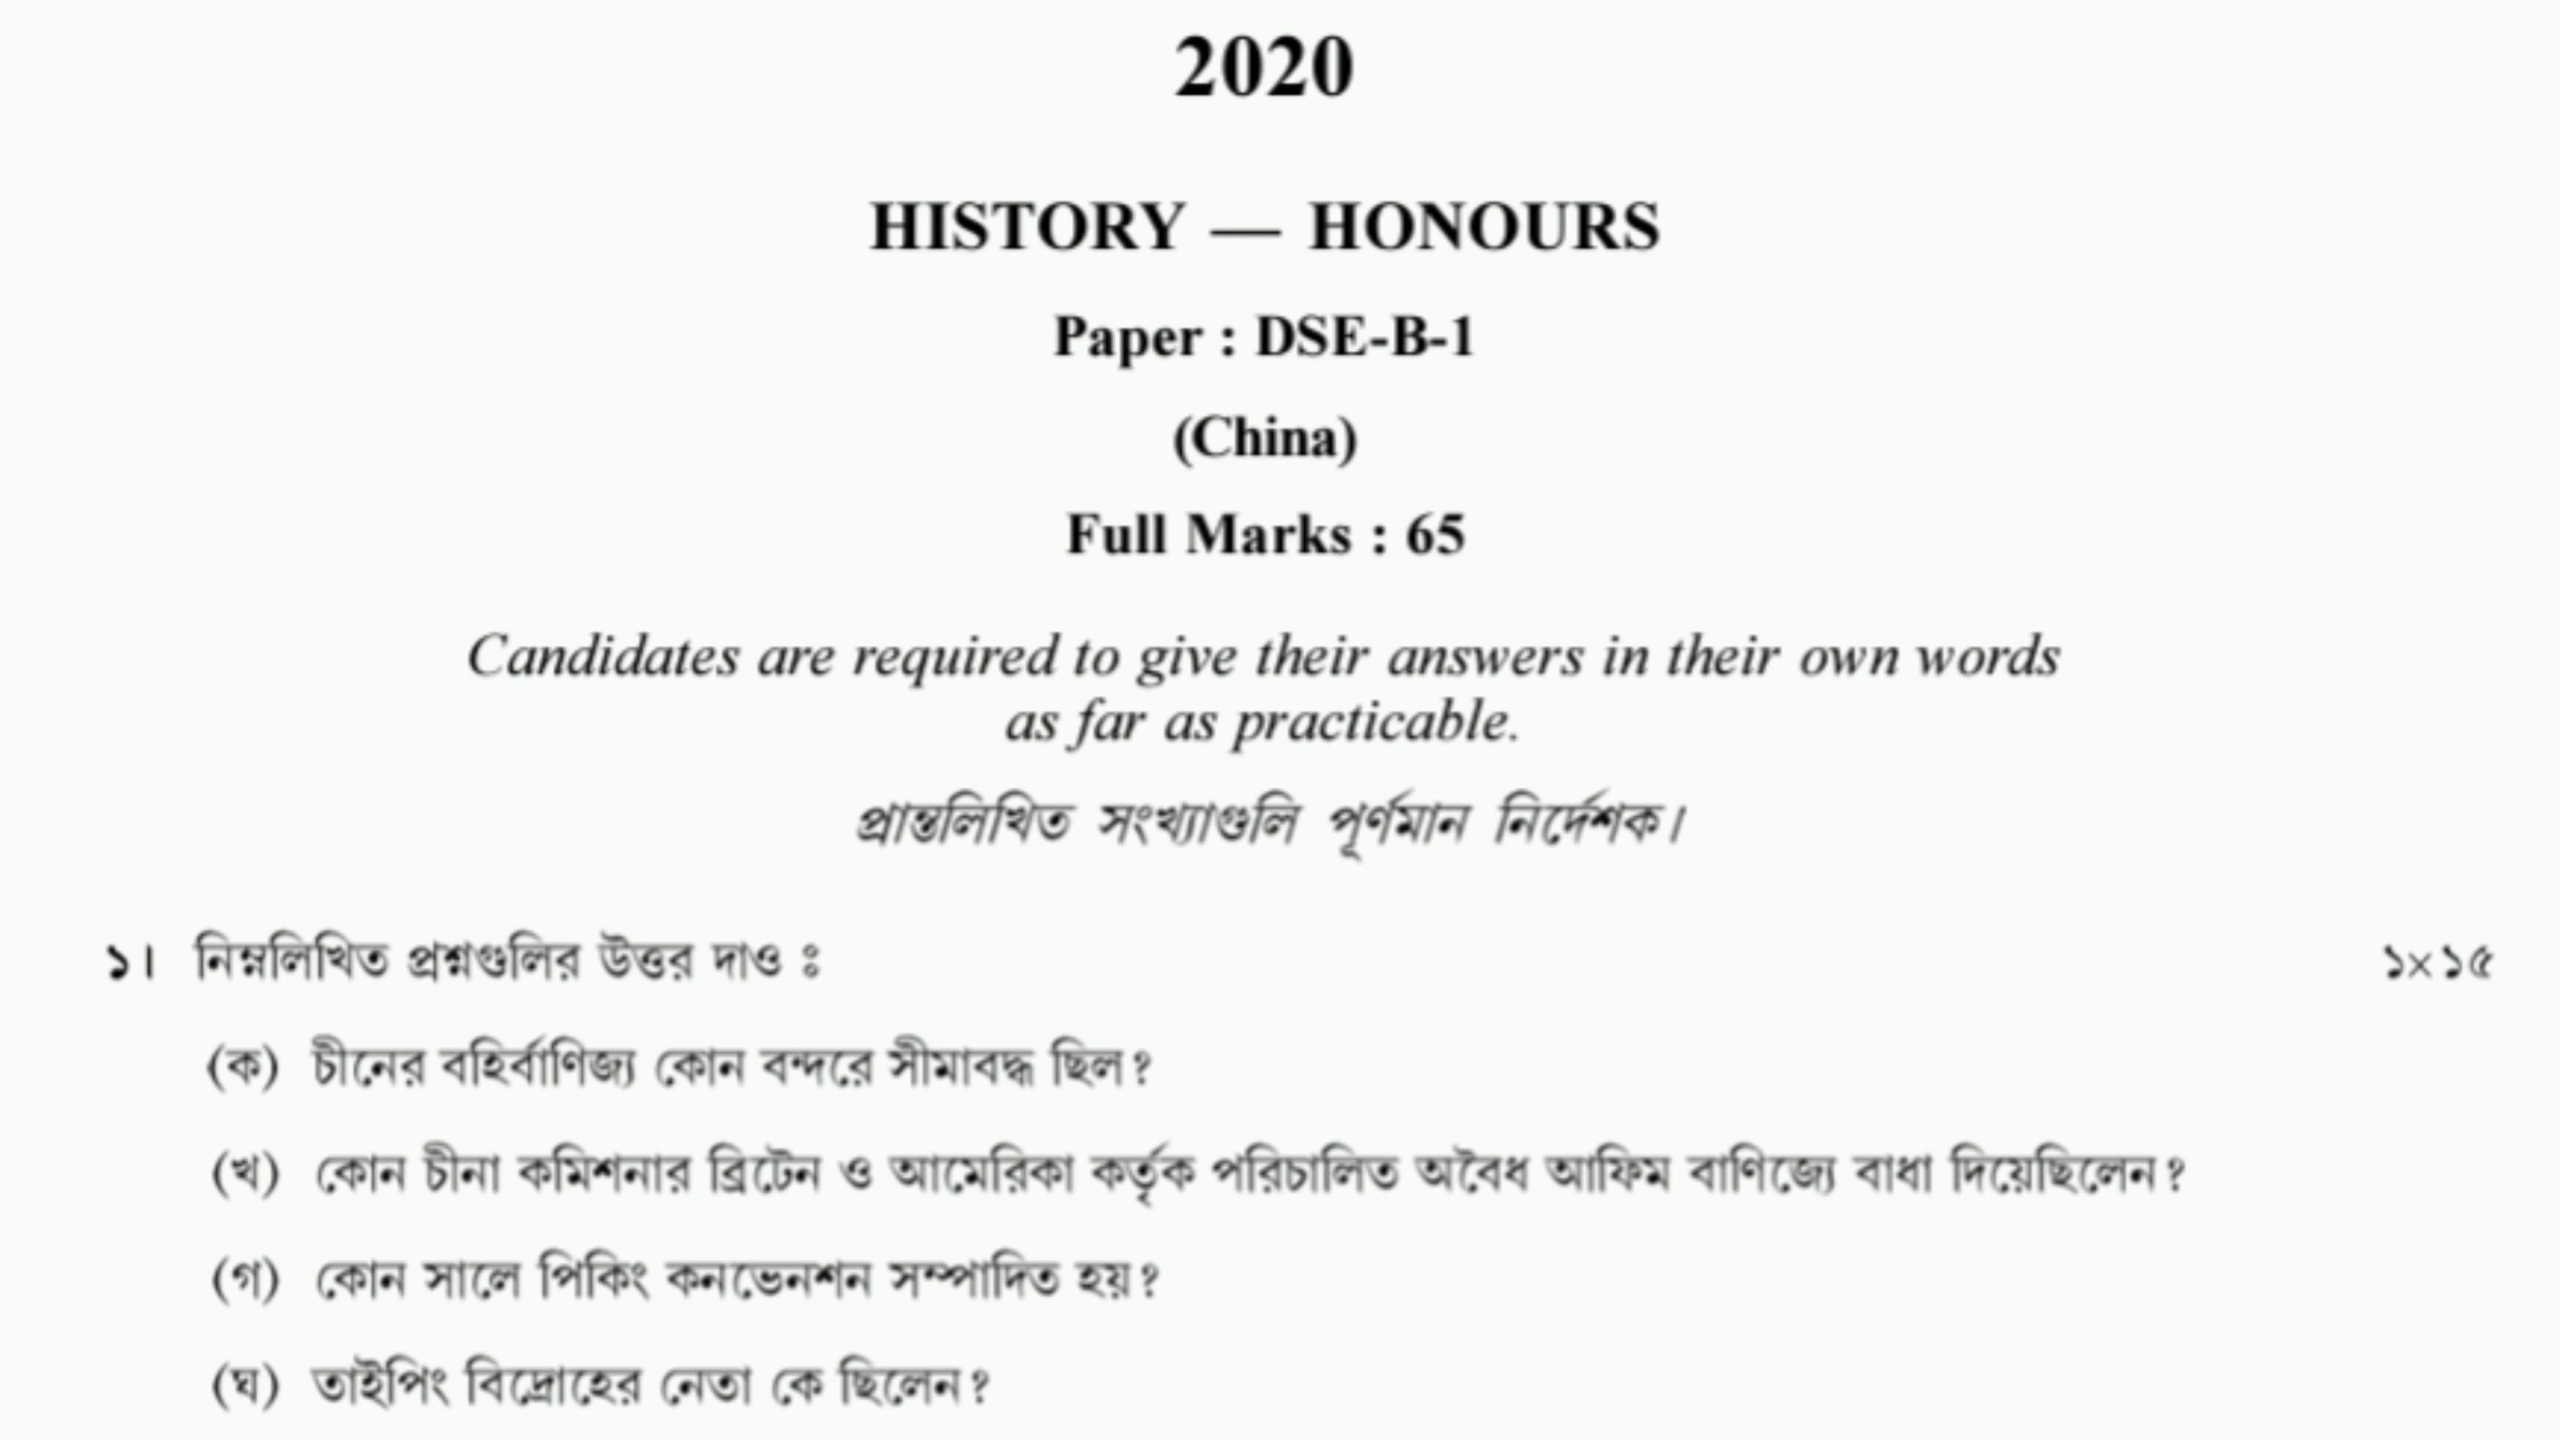 2020
HISTORY — HONOURS
Paper : DSE-B-1
(China)
Full Marks : 65
Candidates are required to give their answers in their own words
as far as practicable.
প্রান্তলিখিত সংখ্যাগুলি পূর্ণমান নির্দেশক।
১। নিম্নলিখিত প্রশ্নগুলির উত্তর দাও ঃ ১×১৫
(ক) চীনের বহির্বাণিজ্য কোন বন্দরে সীমাবদ্ধ ছিল?
(খ) কোন চীনা কমিশনার ব্রিটেন ও আমেরিকা কর্তৃক পরিচালিত অবৈধ আফিম বাণিজ্যে বাধা দিয়েছিলেন?
(গ) কোন সালে পিকিং কনভেনশন সম্পাদিত হয়?
(ঘ) তাইপিং বিদ্রোহের নেতা কে ছিলেন?